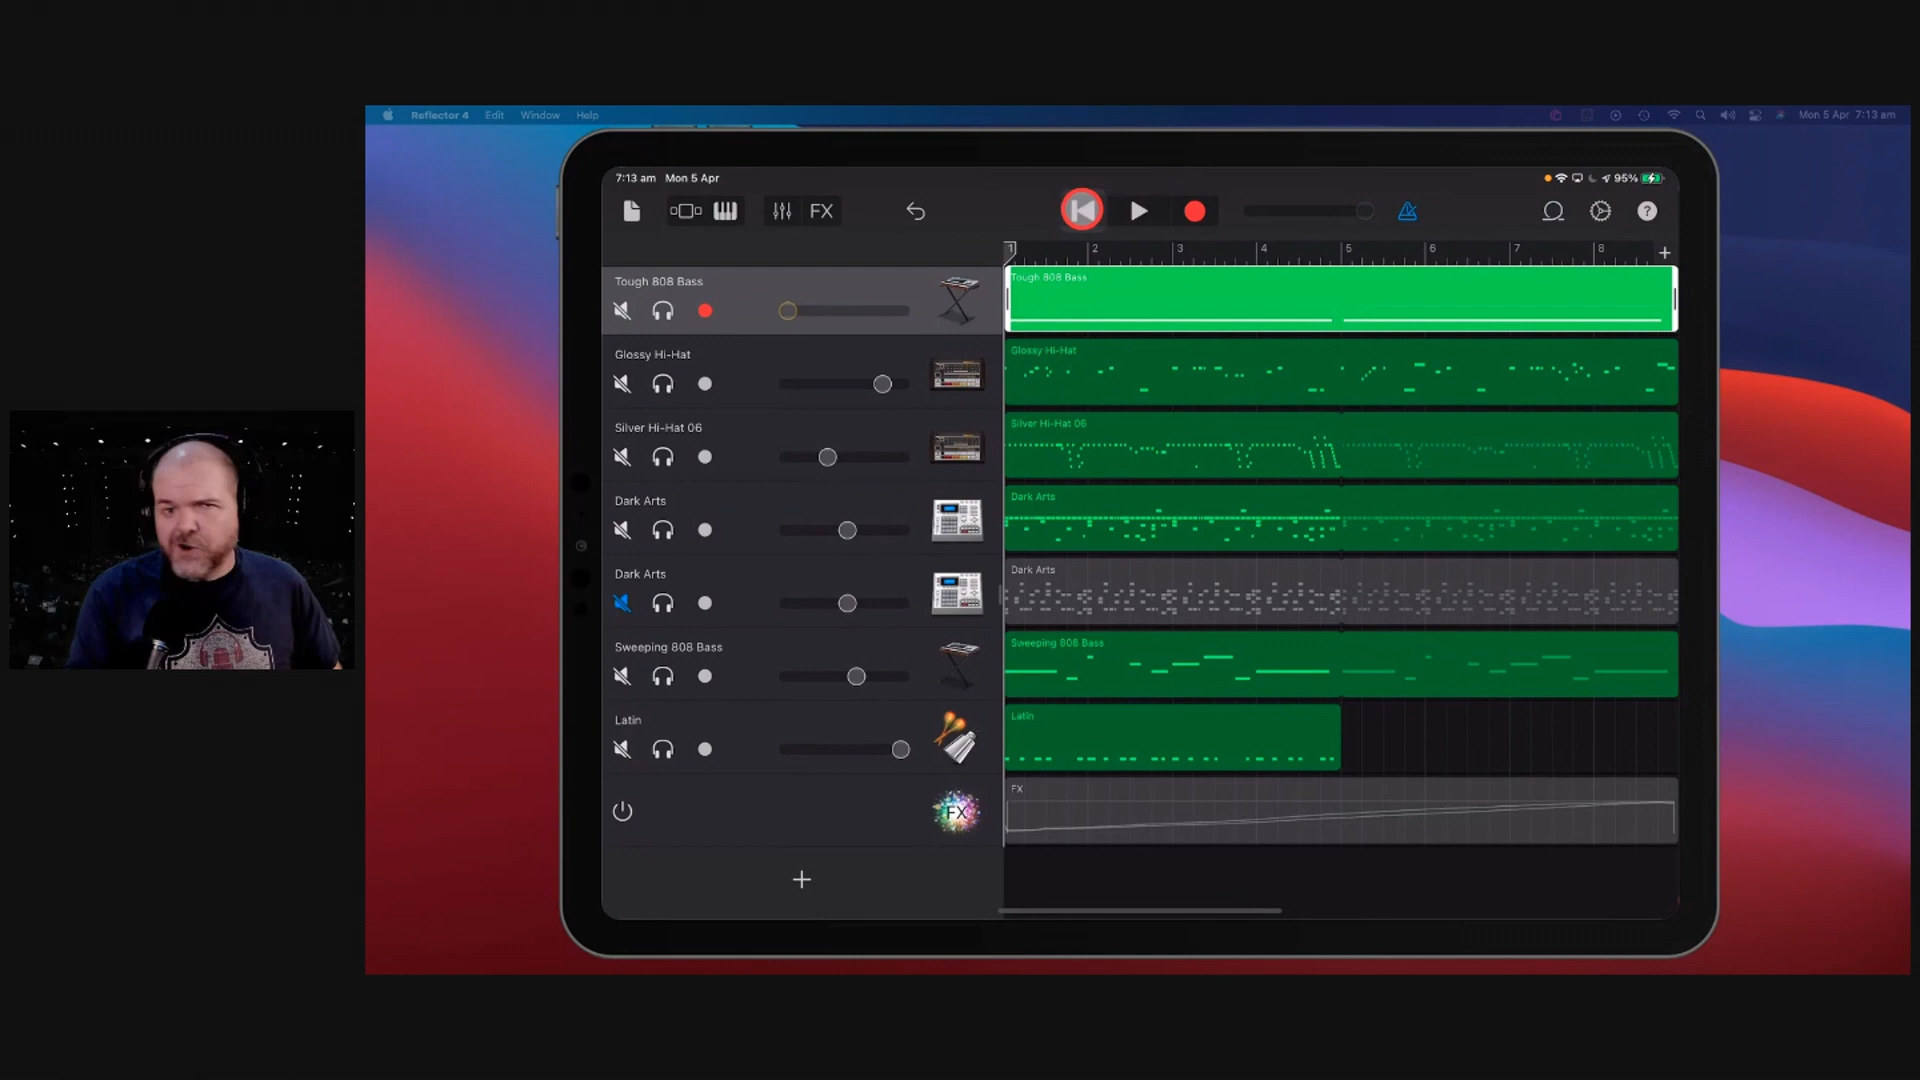 Reflector 4 Edit Window Help
Mon 5 Apr 7:13 am
7:13 am Mon 5 Apr
95%
FX
?
1 2 3 4 5 6 7 8 +
Tough 808 Bass
Tough 808 Bass
Glossy Hi-Hat
Glossy Hi-Hat
Silver Hi-Hat 06
Silver Hi-Hat 06
Dark Arts
Dark Arts
Dark Arts
Dark Arts
Sweeping 808 Bass
Sweeping 808 Bass
Latin
Latin
FX
FX
+